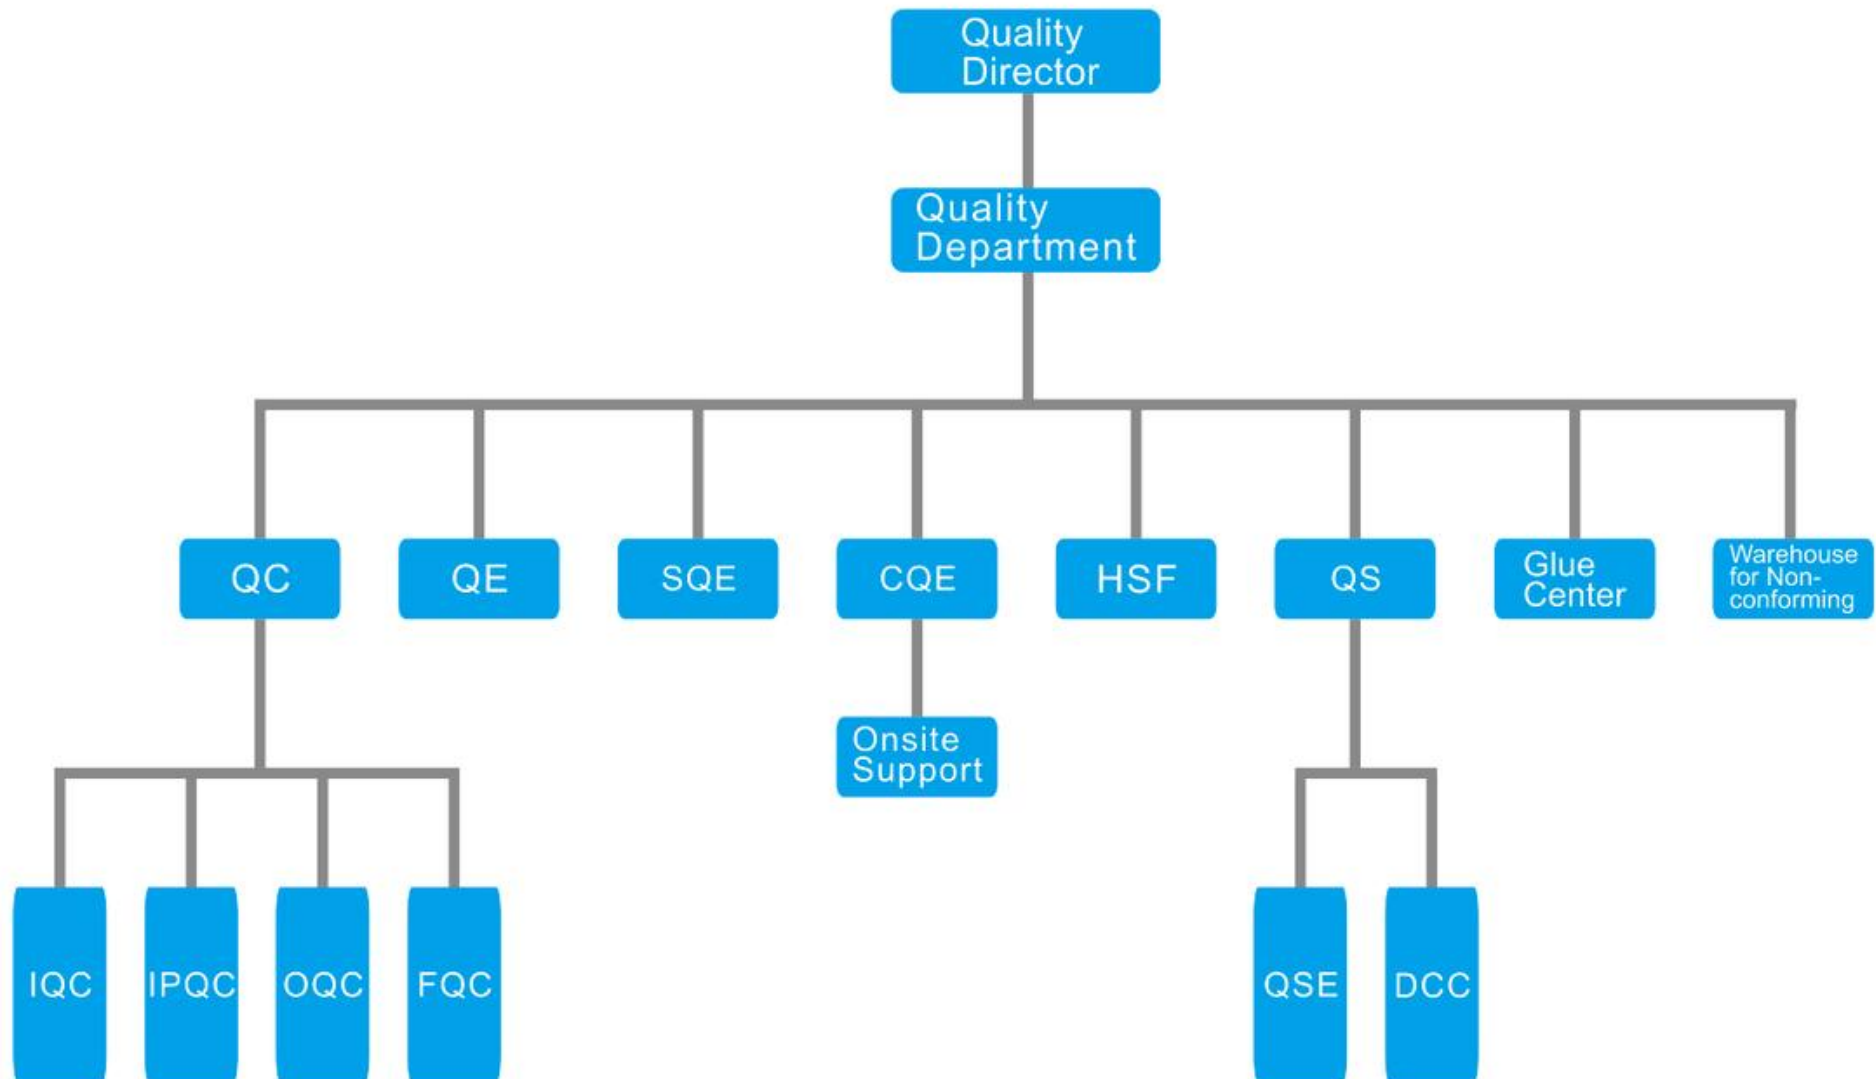 Quality
Director
Quality
Department
QC
QE
SQE
CQE
HSF
QS
Glue
Center
Warehouse
for Non-
conforming
Onsite
Support
IQC
IPQC
OQC
FQC
QSE
DCC